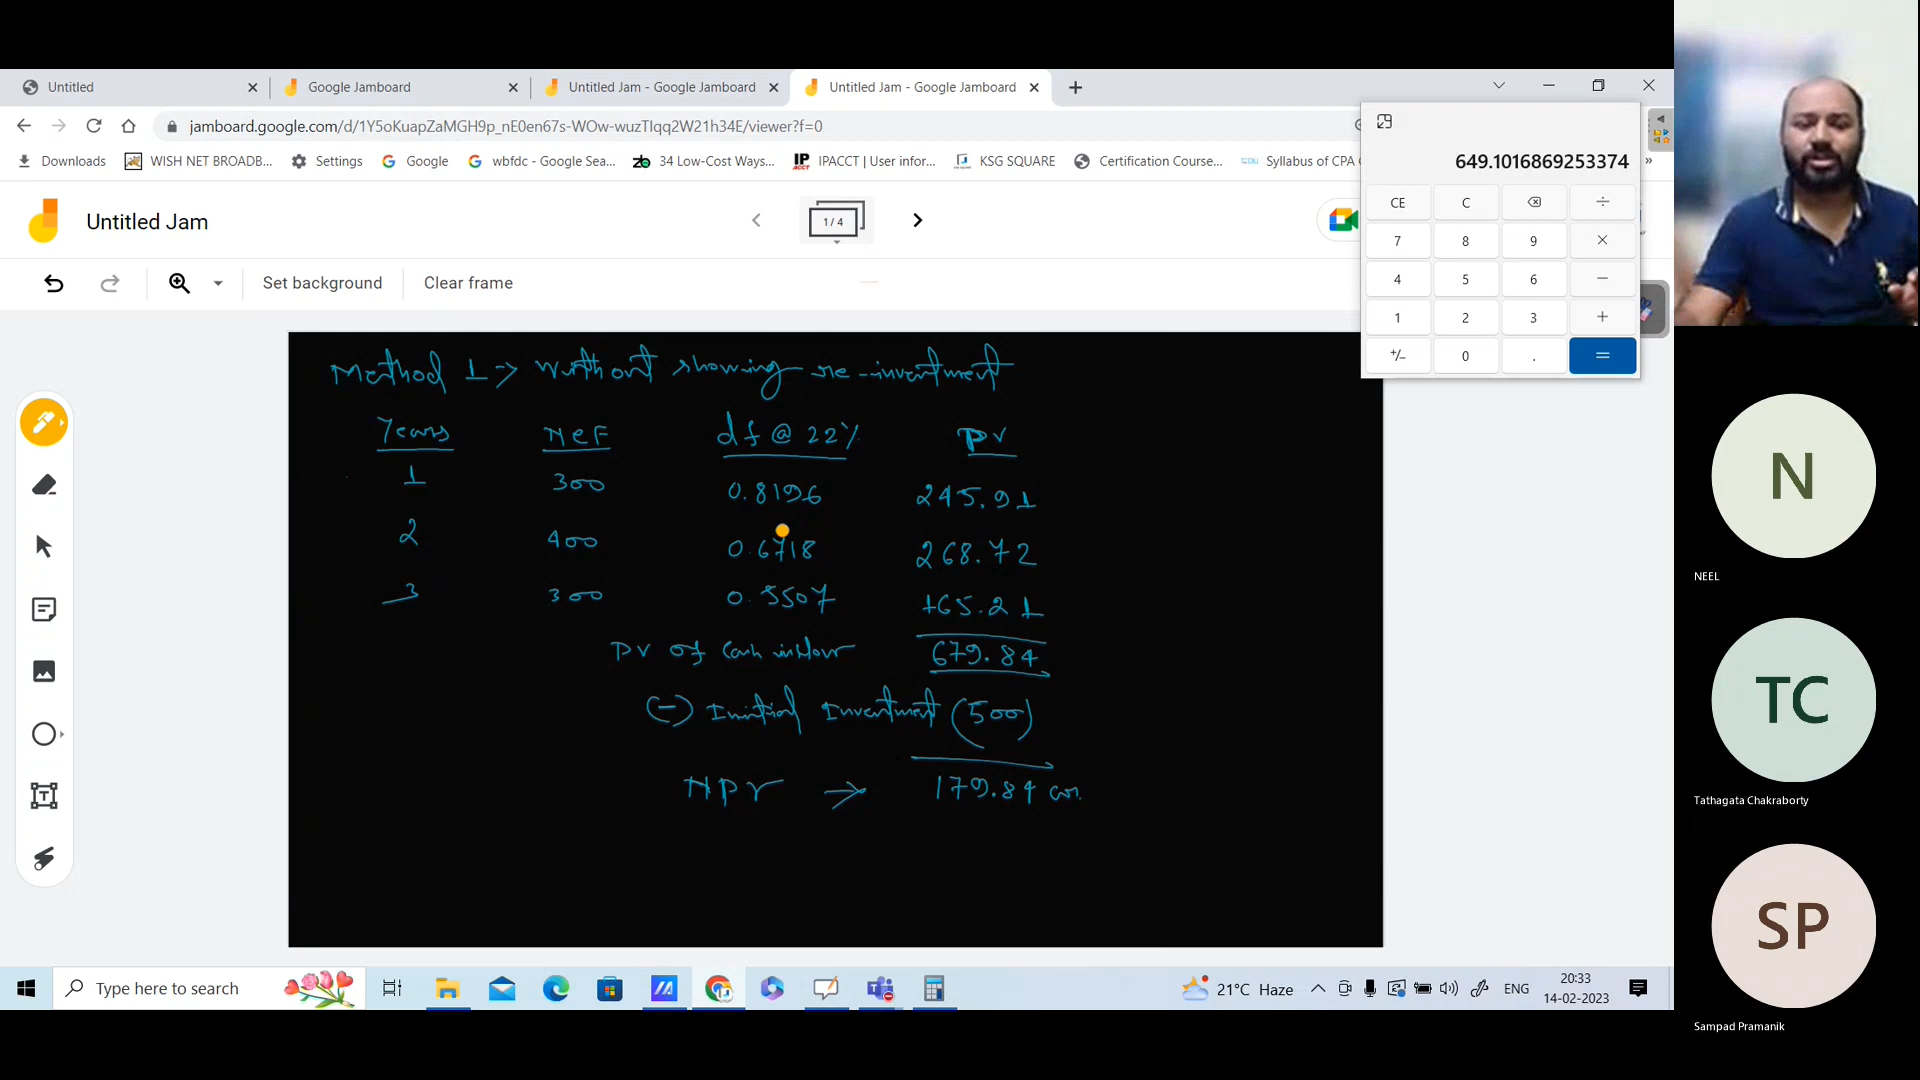 Untitled
Google Jamboard
Untitled Jam - Google Jamboard
Untitled Jam - Google Jamboard
jamboard.google.com/d/1Y5oKuapZaMGH9p_nE0en67s-WOw-wuzTlqq2W21h34E/viewer?f=0
Downloads
WISH NET BROADB...
Settings
Google
wbfdc - Google Sea...
34 Low-Cost Ways...
IPACCT | User infor...
KSG SQUARE
Certification Course...
Syllabus of CPA
»
649.1016869253374
CE C ÷
7 8 9 ×
4 5 6 −
1 2 3 +
+/− 0 . =
Untitled Jam
1 / 4
Set background
Clear frame
Method 1 → Without showing re-investment
Years NCF df @ 22% PV
1 300 0.8196 245.91
2 400 0.6718 268.72
3 300 0.5507 165.21
PV of Cash inflow 679.84
(-) Initial Investment (500)
NPV → 179.84
N
NEEL
TC
Tathagata Chakraborty
SP
Sampad Pramanik
Type here to search
21°C Haze
ENG
20:33
14-02-2023